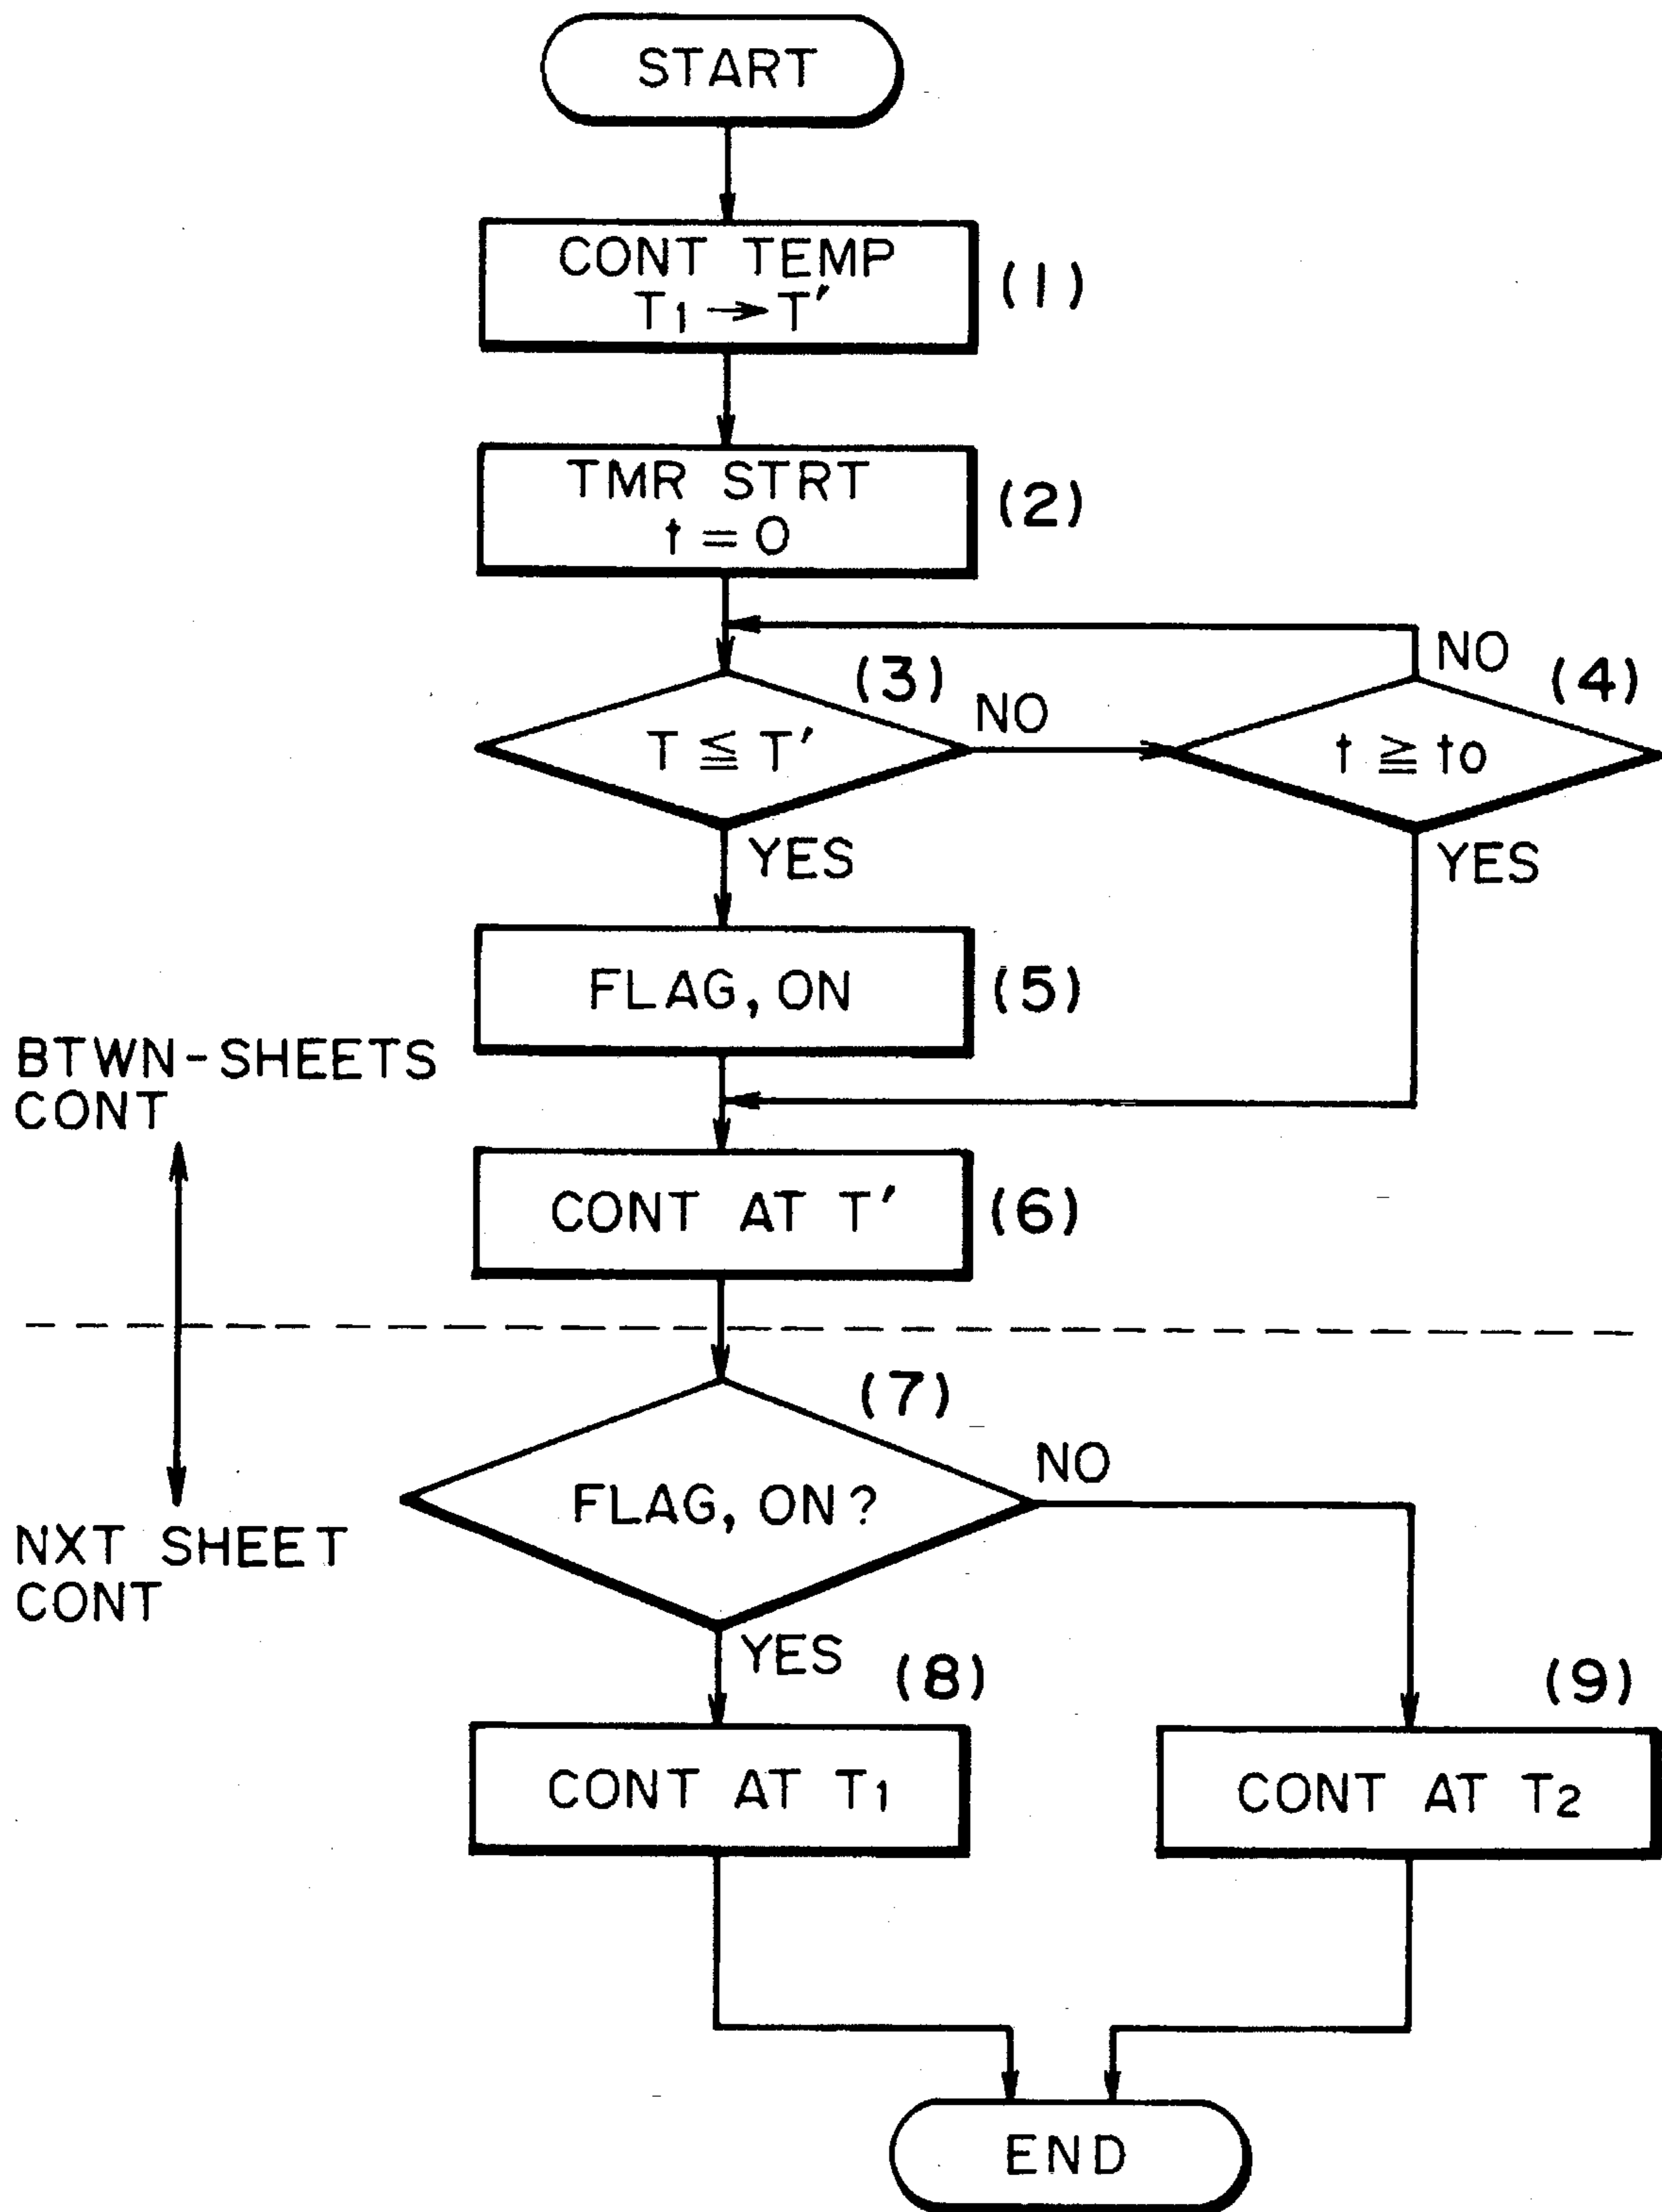 START
CONT TEMP
T1 → T′
(1)
TMR STRT
t = 0
(2)
T ≦ T′
(3)
NO
t ≧ to
(4)
NO
YES
YES
FLAG, ON
(5)
BTWN-SHEETS
CONT
CONT AT T′
(6)
(7)
FLAG, ON?
NO
NXT SHEET
CONT
YES
(8)
(9)
CONT AT T1
CONT AT T2
END